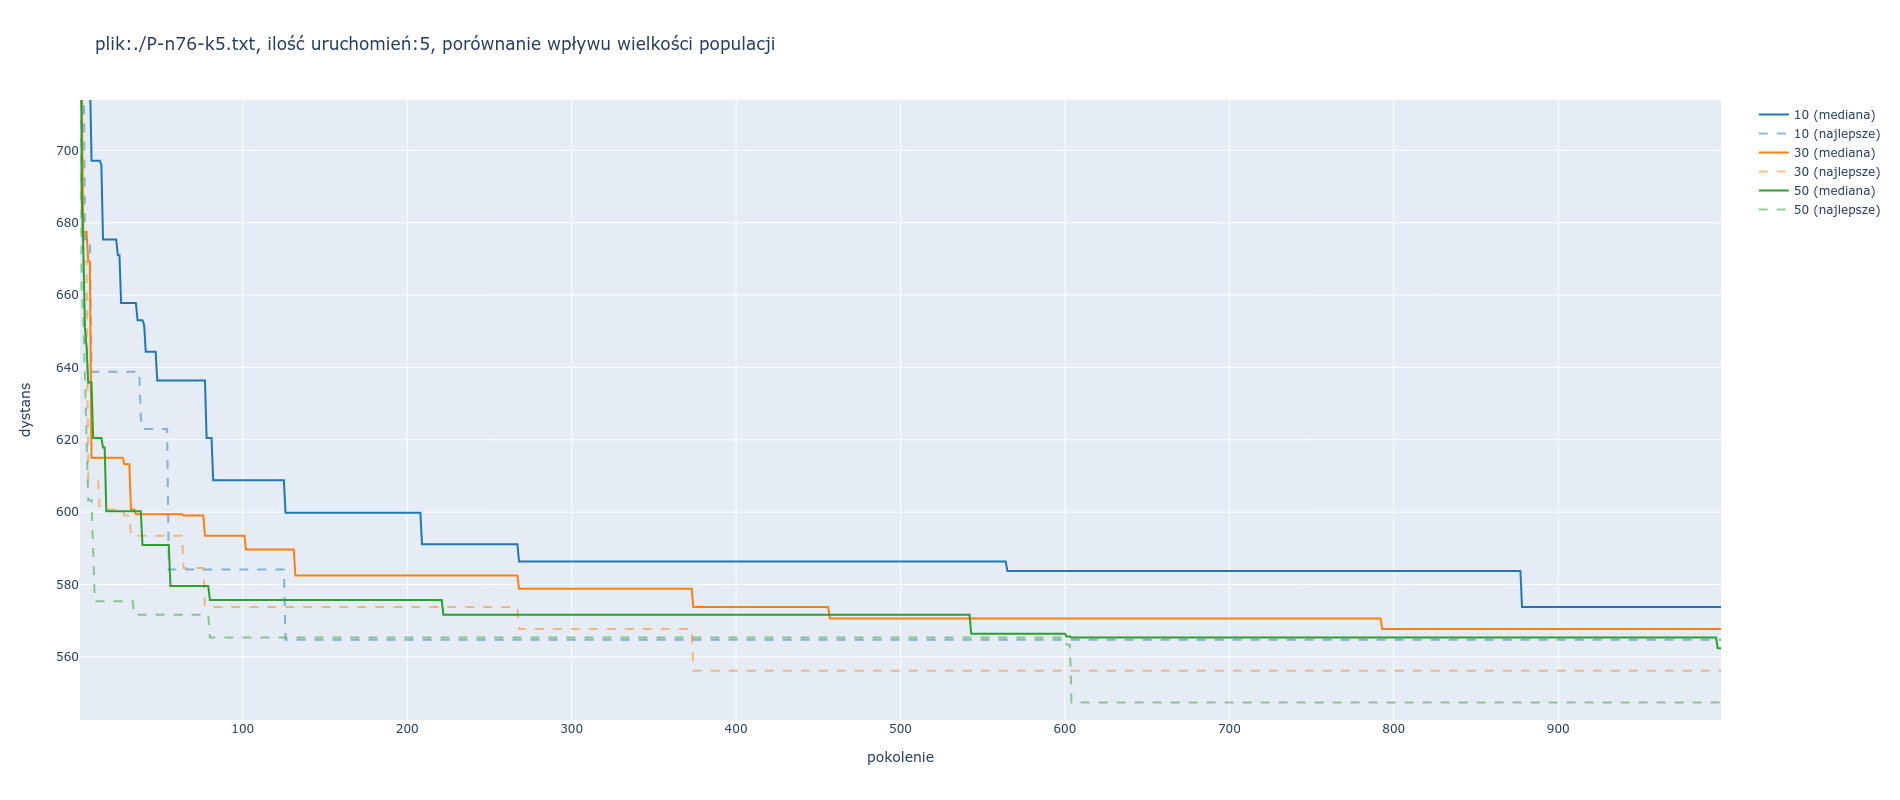 plik:./P-n76-k5.txt, ilość uruchomień:5, porównanie wpływu wielkości populacji
10 (mediana)
10 (najlepsze)
30 (mediana)
30 (najlepsze)
50 (mediana)
50 (najlepsze)
dystans
700
680
660
640
620
600
580
560
100
200
300
400
500
600
700
800
900
pokolenie